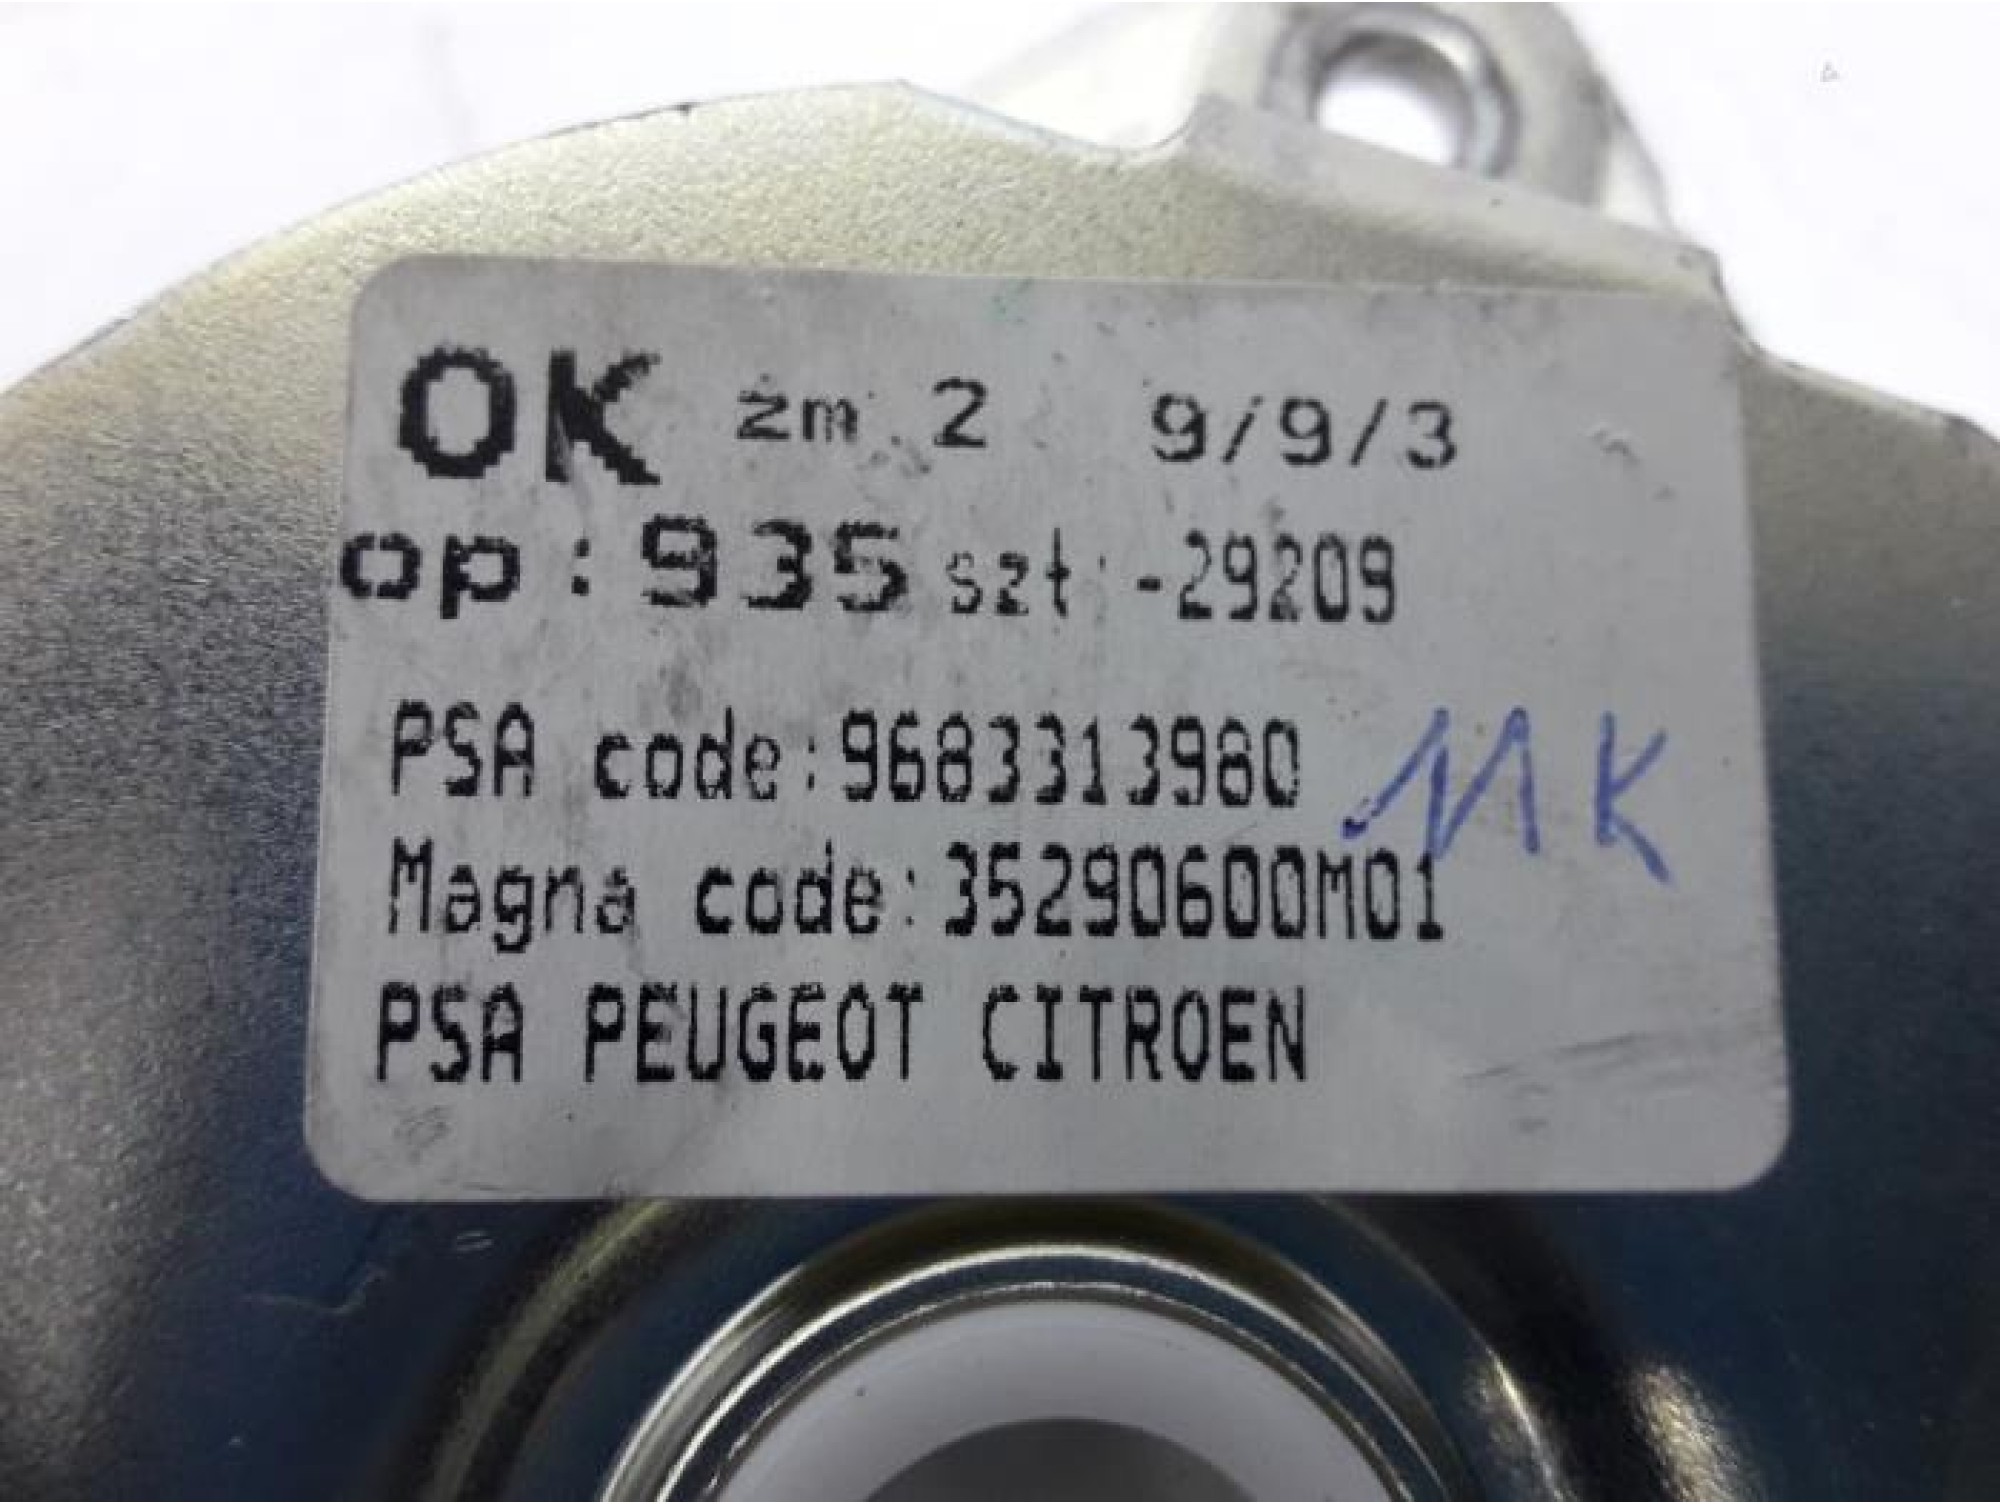 OK zm. 2 9/9/3
op:935 szt:-29209
PSA code:9683313980
11K
Magna code:35290600M01
PSA PEUGEOT CITROEN